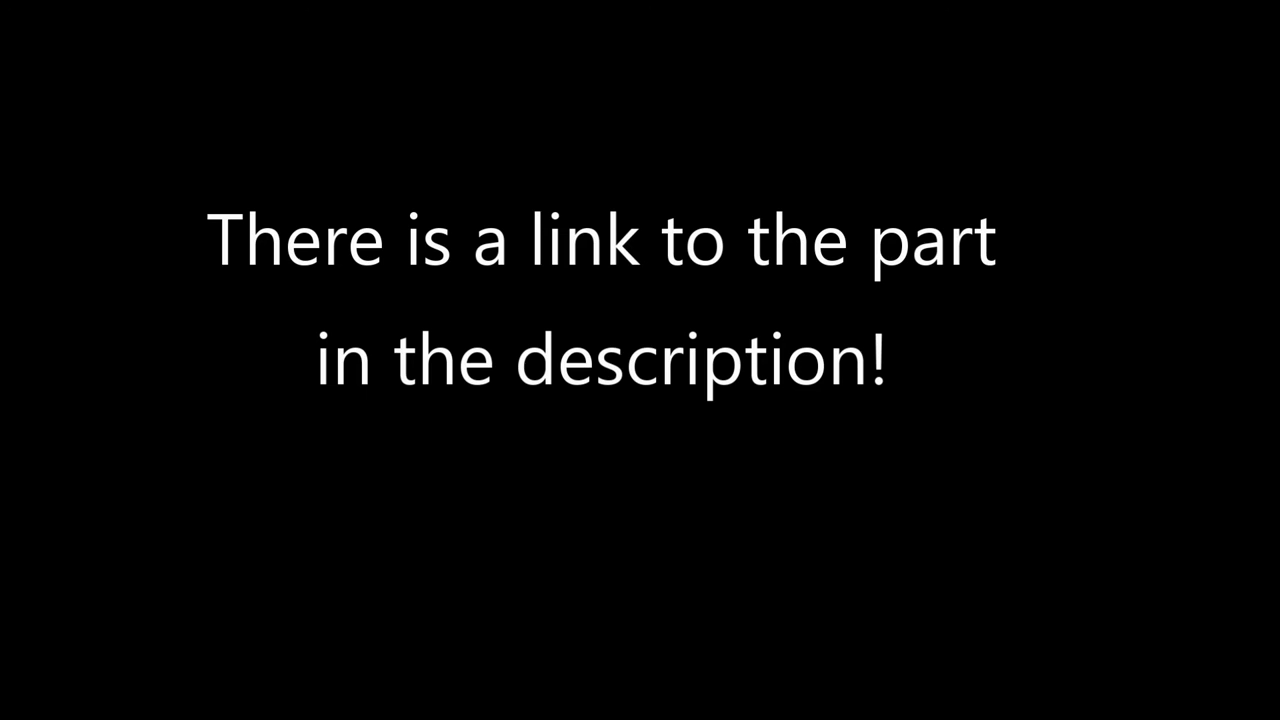 There is a link to the part
in the description!